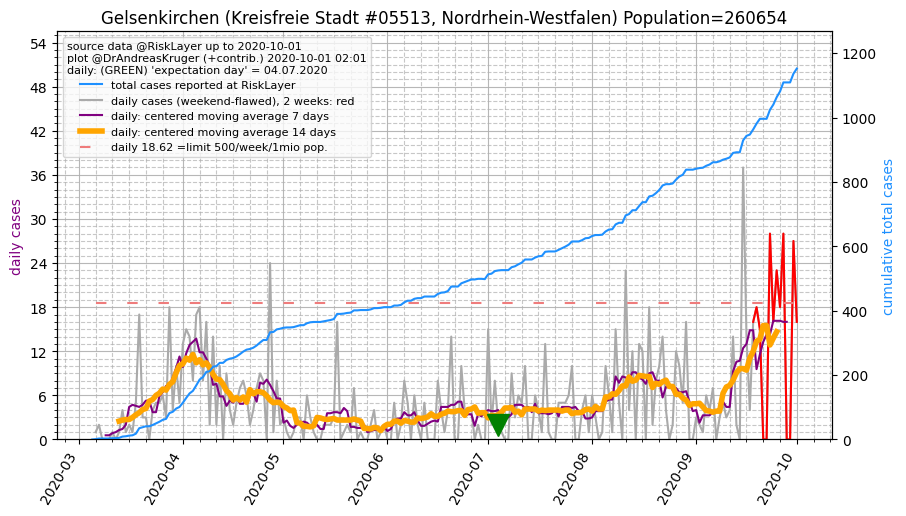 Gelsenkirchen (Kreisfreie Stadt #05513, Nordrhein-Westfalen) Population=260654
source data @RiskLayer up to 2020-10-01
plot @DrAndreasKruger (+contrib.) 2020-10-01 02:01
daily: (GREEN) 'expectation day' = 04.07.2020
total cases reported at RiskLayer
daily cases (weekend-flawed), 2 weeks: red
daily: centered moving average 7 days
daily: centered moving average 14 days
daily 18.62 =limit 500/week/1mio pop.
daily cases
54
48
42
36
30
24
18
12
6
0
cumulative total cases
1200
1000
800
600
400
200
0
2020-03
2020-04
2020-05
2020-06
2020-07
2020-08
2020-09
2020-10